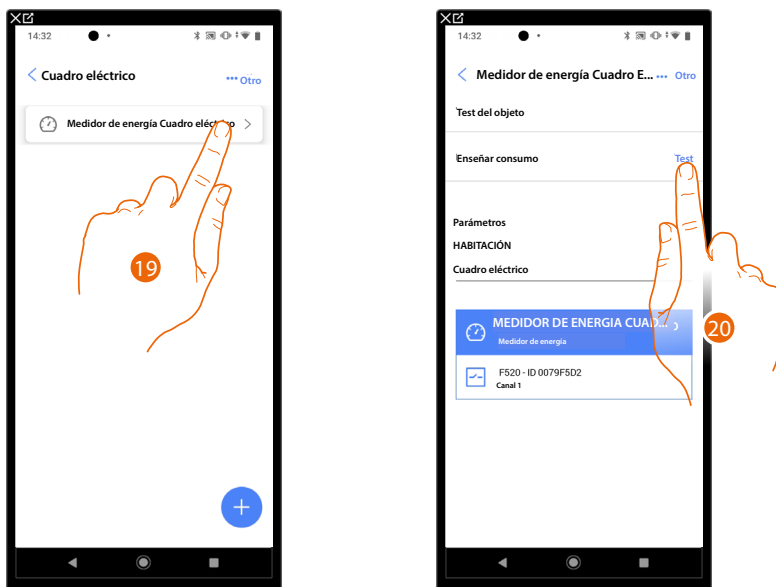 14:32
Cuadro eléctrico
Otro
Medidor de energía Cuadro eléctrico
19
14:32
Medidor de energía Cuadro E... ••• Otro
Test del objeto
Enseñar consumo
Test
Parámetros
HABITACIÓN
Cuadro eléctrico
MEDIDOR DE ENERGIA CUAD...
Medidor de energía
F520 - ID 0079F5D2
Canal 1
20